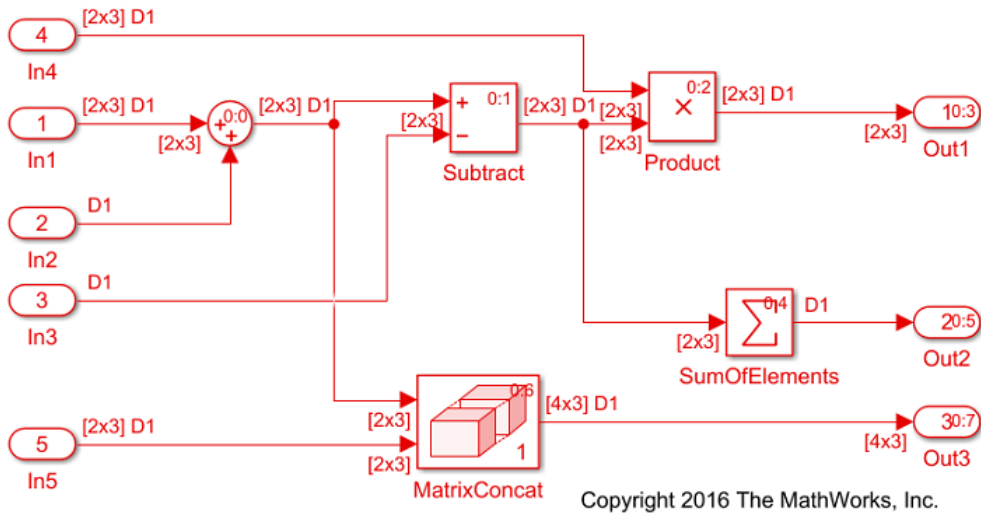 [2x3] D1
4
In4
[2x3] D1
1
In1
[2x3]
0:0
+
+
[2x3] D1
D1
2
In2
D1
3
In3
+
−
0:1
[2x3]
Subtract
[2x3] D1
[2x3]
[2x3]
0:2
×
Product
[2x3] D1
[2x3]
1 0:3
Out1
[2x3]
0:4
Σ
SumOfElements
D1
2 0:5
Out2
[2x3] D1
5
In5
[2x3]
[2x3]
0:6
1
MatrixConcat
[4x3] D1
[4x3]
3 0:7
Out3
Copyright 2016 The MathWorks, Inc.